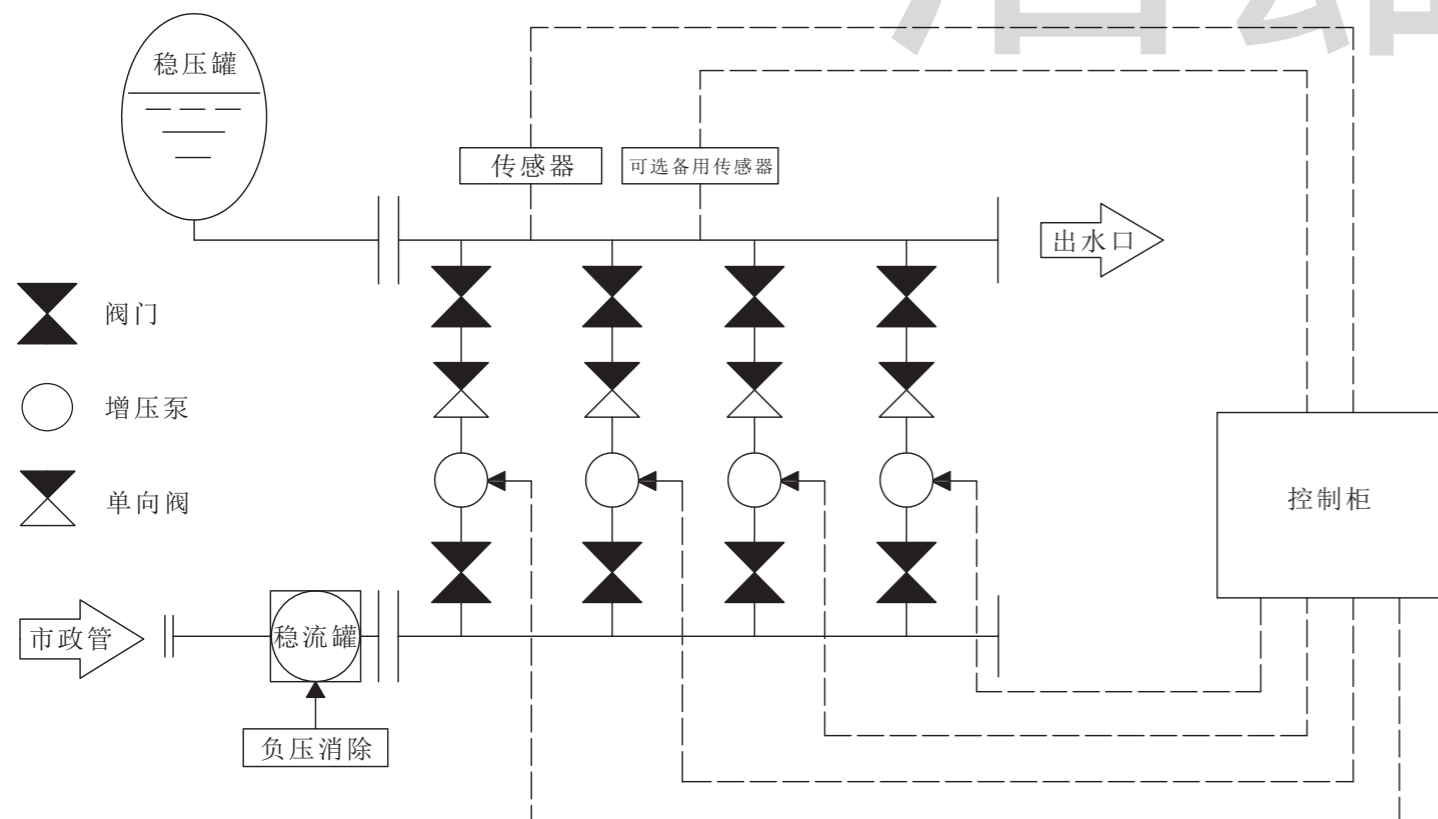 稳压罐
传感器
可选备用传感器
出水口
阀门
增压泵
单向阀
控制柜
市政管
稳流罐
负压消除